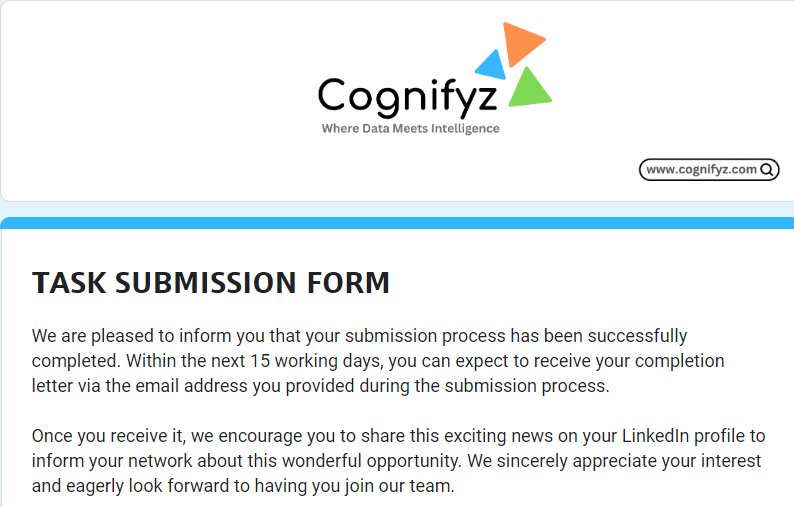 Cognifyz
Where Data Meets Intelligence
www.cognifyz.com
TASK SUBMISSION FORM
We are pleased to inform you that your submission process has been successfully
completed. Within the next 15 working days, you can expect to receive your completion
letter via the email address you provided during the submission process.
Once you receive it, we encourage you to share this exciting news on your LinkedIn profile to
inform your network about this wonderful opportunity. We sincerely appreciate your interest
and eagerly look forward to having you join our team.